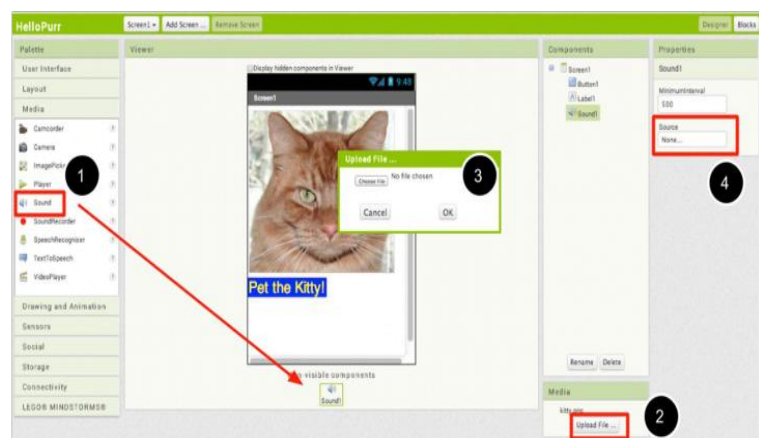 HelloPurr
Screen1
Add Screen ...
Remove Screen
Designer
Blocks
Palette
User Interface
Layout
Media
Camcorder
Camera
ImagePicker
Player
Sound
SoundRecorder
SpeechRecognizer
TextToSpeech
VideoPlayer
Drawing and Animation
Sensors
Social
Storage
Connectivity
LEGO® MINDSTORMS®
1
Viewer
Display hidden components in Viewer
9:48
Screen1
Upload File ...
Choose File No file chosen
Cancel
OK
3
Pet the Kitty!
Non-visible components
Sound1
Components
Screen1
Button1
Label1
Sound1
Rename
Delete
Media
kitty.png
Upload File ...
2
Properties
Sound1
MinimumInterval
500
Source
None...
4